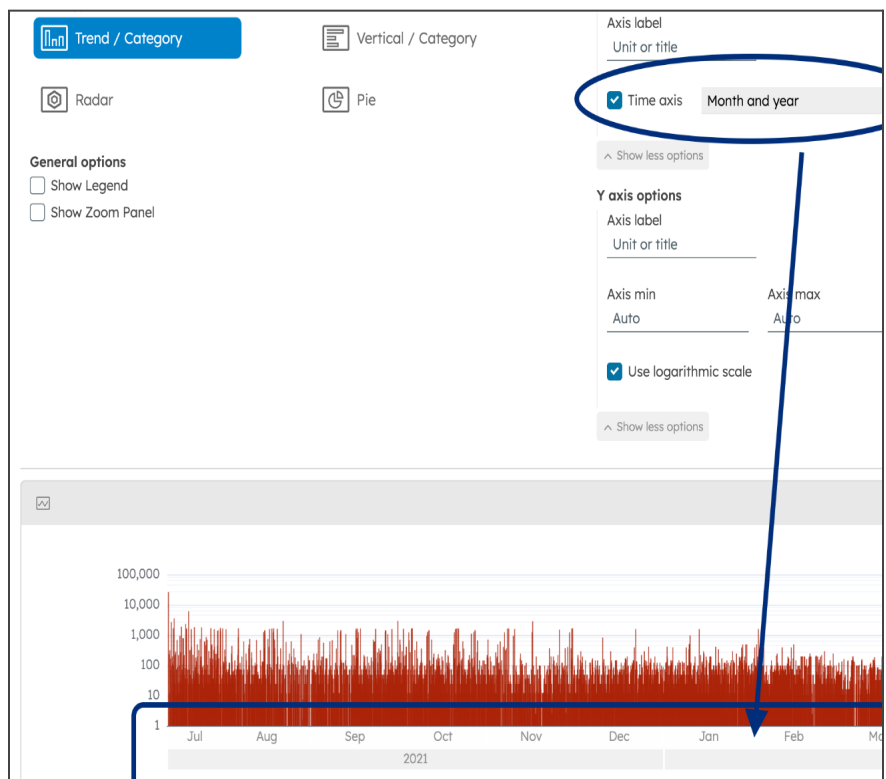 Trend / Category
Vertical / Category
Radar
Pie
General options
Show Legend
Show Zoom Panel
Axis label
Unit or title
Time axis
Month and year
Show less options
Y axis options
Axis label
Unit or title
Axis min
Axis max
Auto
Auto
Use logarithmic scale
Show less options
100,000
10,000
1,000
100
10
1
Jul
Aug
Sep
Oct
Nov
Dec
Jan
Feb
2021